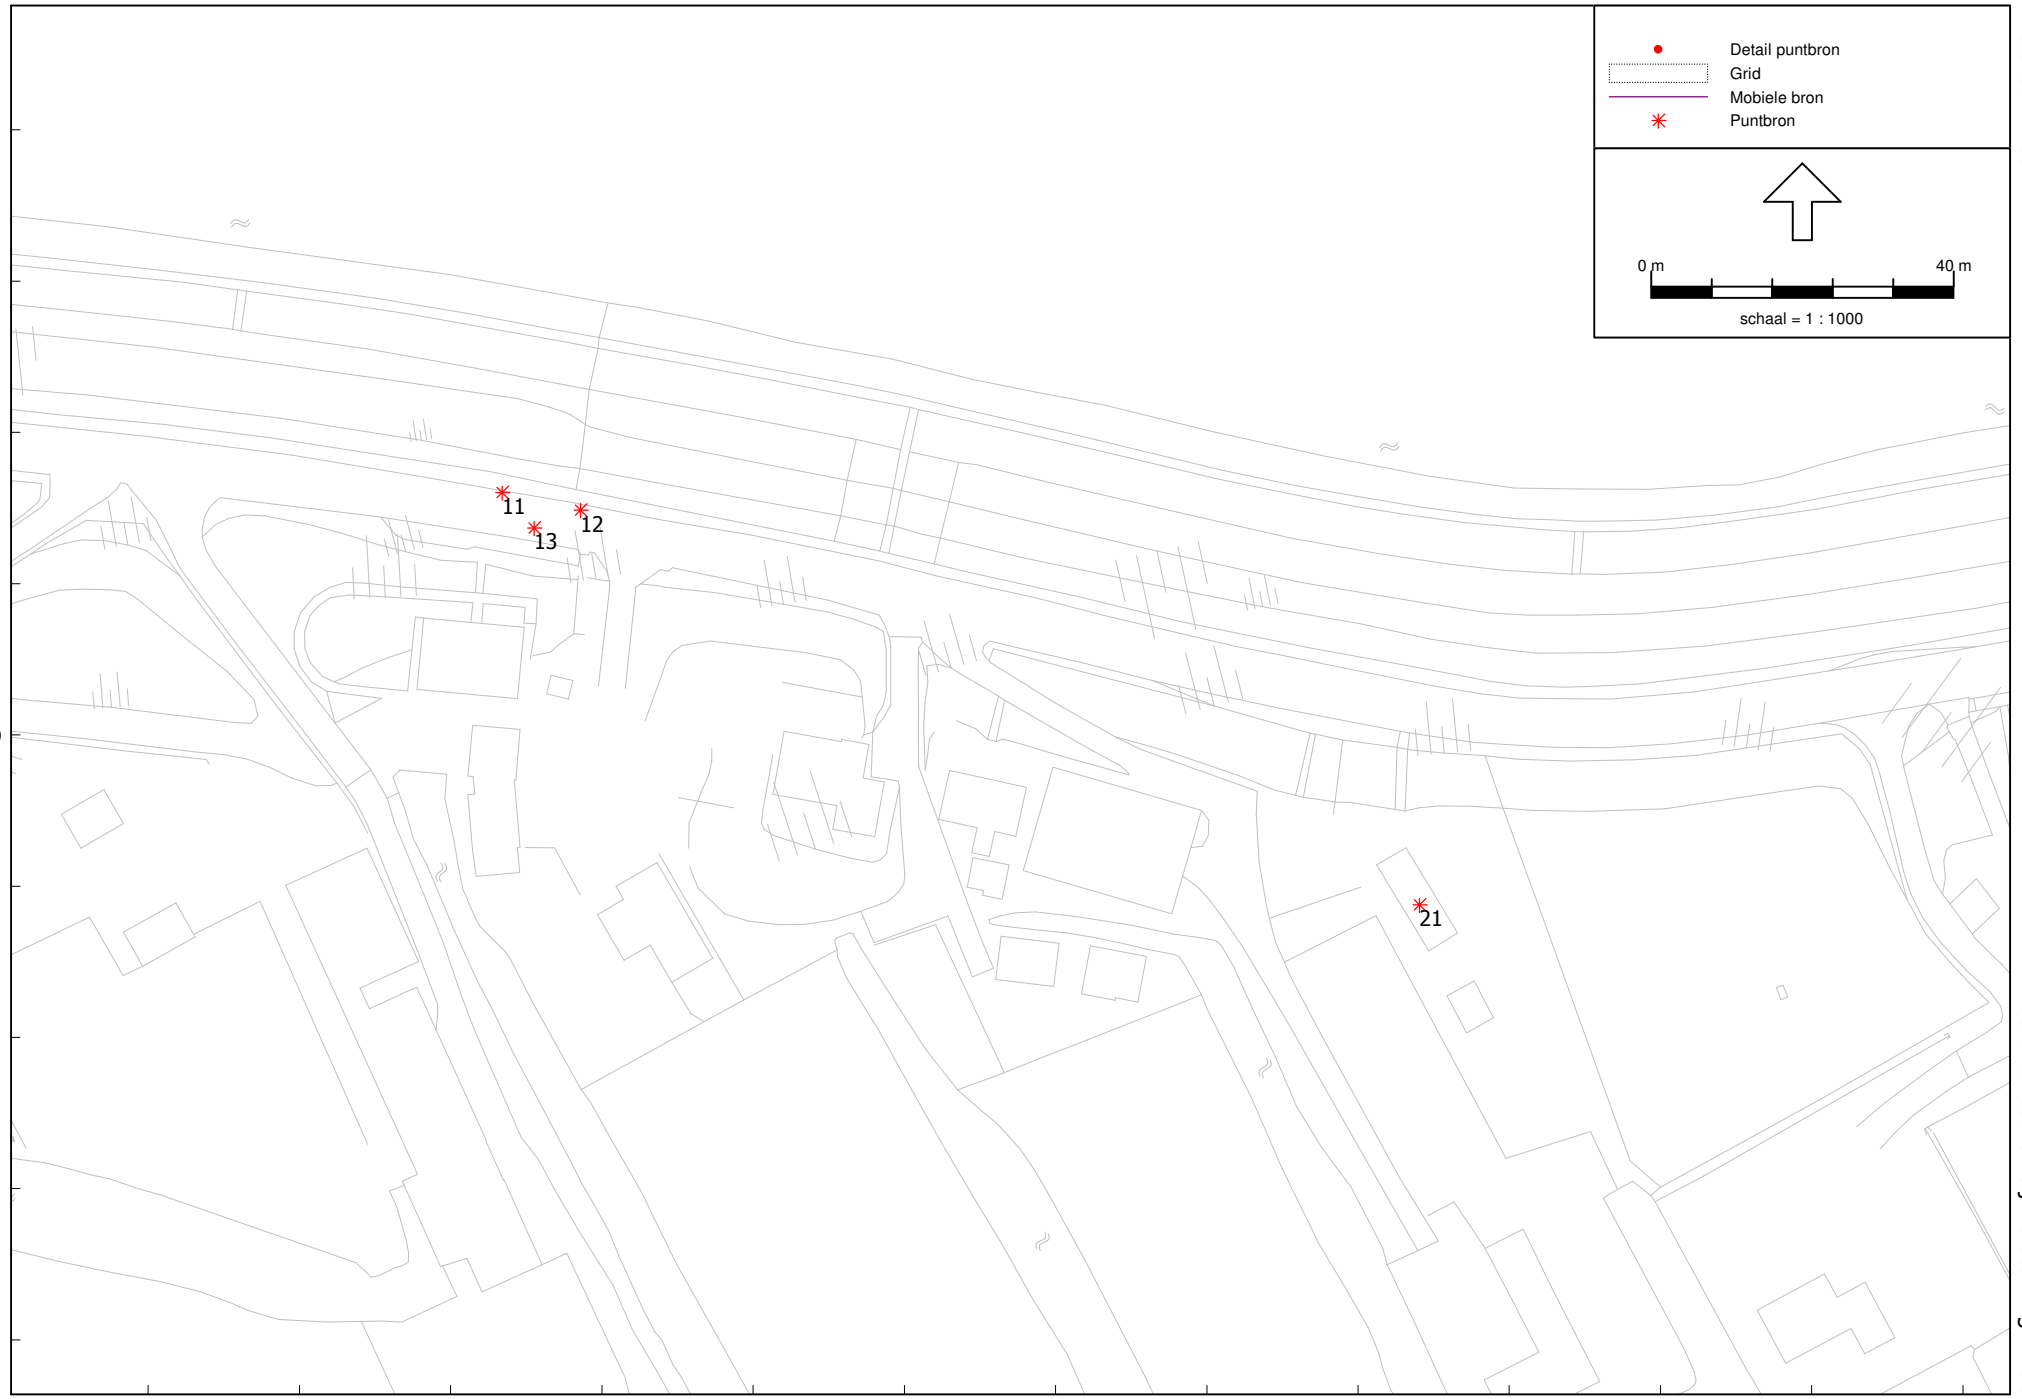 Detail puntbron
Grid
Mobiele bron
Puntbron
0 m 40 m
schaal = 1 : 1000
11
12
13
21